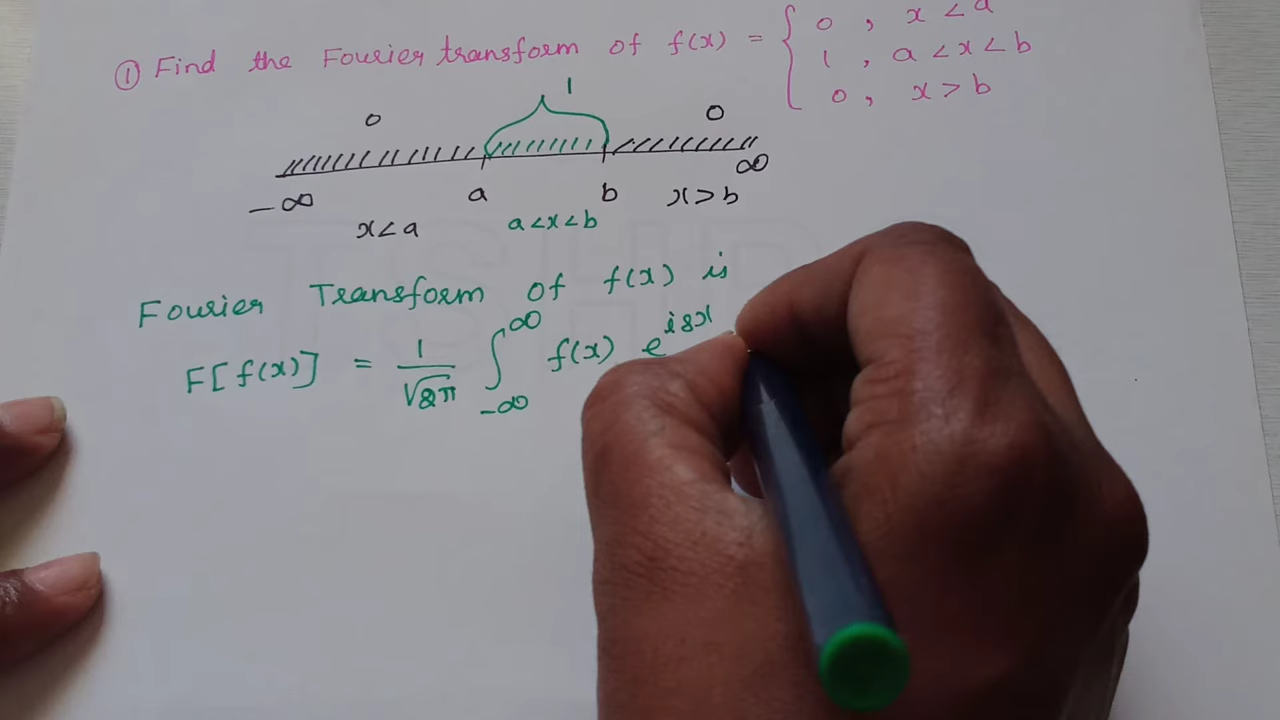 ① Find the Fourier transform of f(x) = { 0 , x < a
1 , a < x < b
0 , x > b
0 1 0
-∞ a b ∞
x < a a < x < b x > b
Fourier Transform of f(x) is
F[f(x)] = 1/√2π ∫_{-∞}^{∞} f(x) e^{isx}